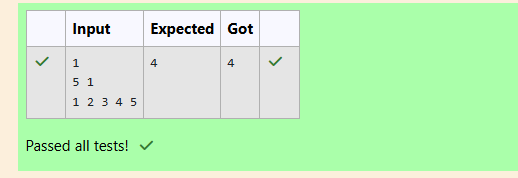 Input Expected Got
1 4 4
5 1
1 2 3 4 5
Passed all tests!